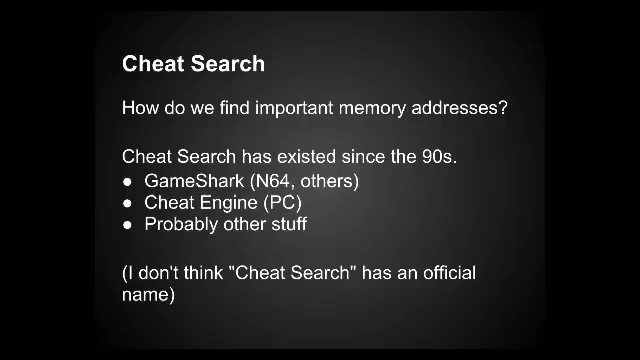 Cheat Search
How do we find important memory addresses?
Cheat Search has existed since the 90s.
● GameShark (N64, others)
● Cheat Engine (PC)
● Probably other stuff
(I don't think "Cheat Search" has an official
name)